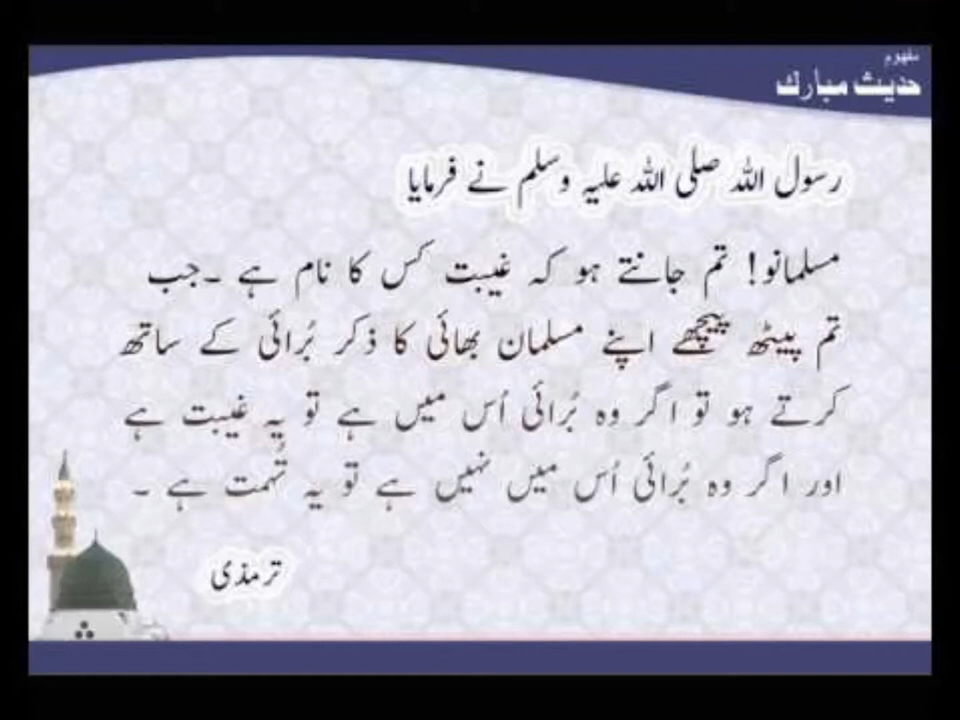 مفہوم
حدیث مبارک
رسول اللہ صلی اللہ علیہ وسلم نے فرمایا
مسلمانو! تم جانتے ہو کہ غیبت کس کا نام ہے ۔جب
تم پیٹھ پیچھے اپنے مسلمان بھائی کا ذکر بُرائی کے ساتھ
کرتے ہو تو اگر وہ بُرائی اُس میں ہے تو یہ غیبت ہے
اور اگر وہ بُرائی اُس میں نہیں ہے تو یہ تُہمت ہے ۔
ترمذی